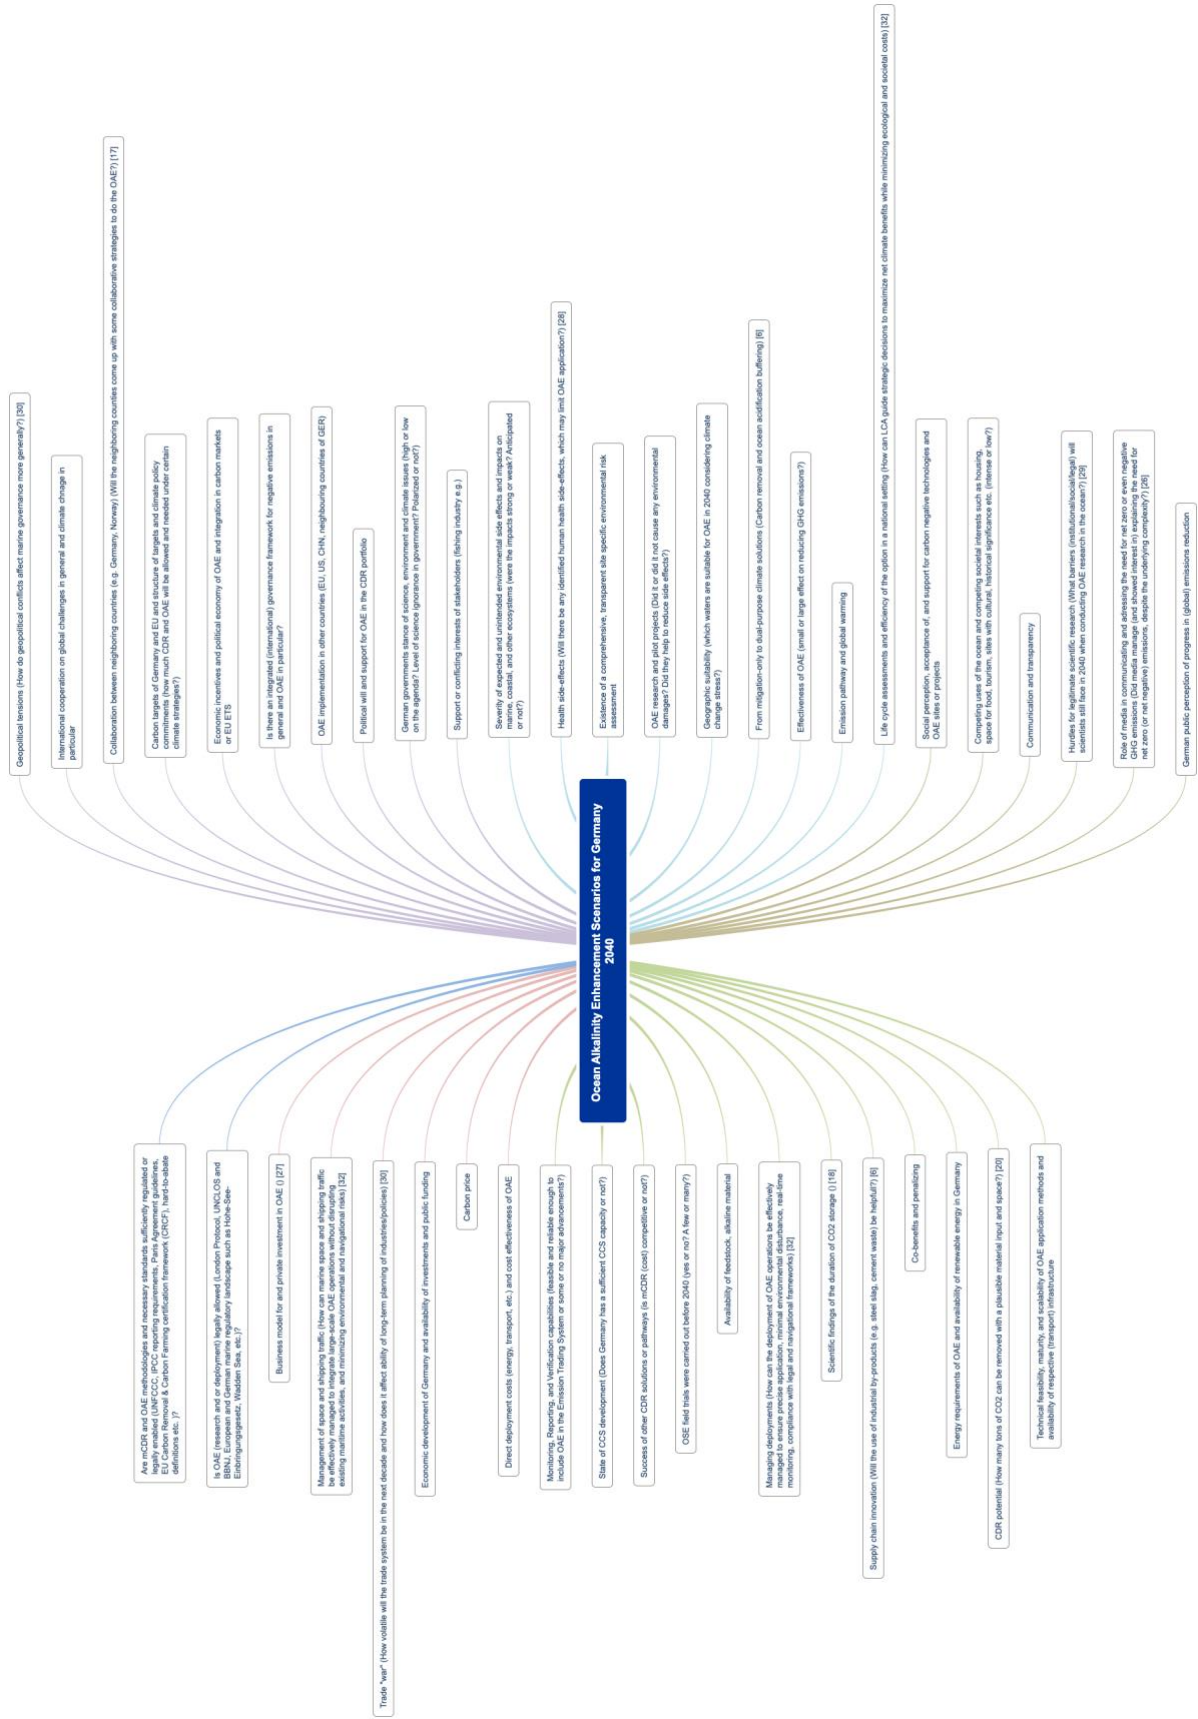 Ocean Alkalinity Enhancement Scenarios for Germany
2040
Geopolitical tensions (How do geopolitical conflicts affect marine governance more generally?) [30]
International cooperation on global challenges in general and climate chnage in
particular
Collaboration between neighboring countries (e.g. Germany, Norway) (Will the neighboring counties come up with some collaborative strategies to do the OAE?) [17]
Carbon targets of Germany and EU and structure of targets and climate policy
commitments (how much CDR and OAE will be allowed and needed under certain
climate strategies?)
Economic incentives and political economy of OAE and integration in carbon markets
or EU ETS
Is there an integrated (international) governance framework for negative emissions in
general and OAE in particular?
OAE implementation in other countries (EU, US, CHN, neighbouring countries of GER)
Political will and support for OAE in the CDR portfolio
German governments stance of science, environment and climate issues (high or low
on the agenda? Level of science ignorance in government? Polarized or not?)
Support or conflicting interests of stakeholders (fishing industry e.g.)
Severity of expected and unintended environmental side effects and impacts on
marine, coastal, and other ecosystems (were the impacts strong or weak? Anticipated
or not?)
Health side-effects (Will there be any identified human health side-effects, which may limit OAE application?) [28]
Existence of a comprehensive, transparent site specific environmental risk
assessment
OAE research and pilot projects (Did it or did it not cause any environmental
damages? Did they help to reduce side effects?)
Geographic suitability (which waters are suitable for OAE in 2040 considering climate
change stress?)
From mitigation-only to dual-purpose climate solutions (Carbon removal and ocean acidification buffering) [6]
Effectiveness of OAE (small or large effect on reducing GHG emissions?)
Emission pathway and global warming
Life cycle assessments and efficiency of the option in a national setting (How can LCA guide strategic decisions to maximize net climate benefits while minimizing ecological and societal costs) [32]
Social perception, acceptance of, and support for carbon negative technologies and
OAE sites or projects
Competing uses of the ocean and competing societal interests such as housing,
space for food, tourism, sites with cultural, historical significance etc. (intense or low?)
Communication and transparency
Hurdles for legitimate scientific research (What barriers (institutional/social/legal) will
scientists still face in 2040 when conducting OAE research in the ocean?) [29]
Role of media in communicating and adressing the need for net zero or even negative
GHG emissions (Did media manage (and showed interest in) explaining the need for
net zero (or net negative) emissions, despite the underlying complexity?) [26]
German public perception of progress in (global) emissions reduction
Are mCDR and OAE methodologies and necessary standards sufficiently regulated or
legally enabled (UNFCCC, IPCC reporting requirements, Paris Agreement guidelines,
EU Carbon Removal & Carbon Farming certification framework (CRCF), hard-to-abate
definitions etc. )?
Is OAE (research and or deployment) legally allowed (London Protocol, UNCLOS and
BBNJ, European and German marine regulatory landscape such as Hohe-See-
Einbringungsgesetz, Wadden Sea, etc.)?
Business model for and private investment in OAE () [27]
Management of space and shipping traffic (How can marine space and shipping traffic
be effectively managed to integrate large-scale OAE operations without disrupting
existing maritime activities, and minimizing environmental and navigational risks) [32]
Trade "war" (How volatile will the trade system be in the next decade and how does it affect ability of long-term planning of industries/policies) [30]
Economic development of Germany and availability of investments and public funding
Carbon price
Direct deployment costs (energy, transport, etc.) and cost effectiveness of OAE
Monitoring, Reporting, and Verification capabilities (feasible and reliable enough to
include OAE in the Emission Trading System or some or no major advancements?)
State of CCS development (Does Germany has a sufficient CCS capacity or not?)
Success of other CDR solutions or pathways (is mCDR (cost) competitive or not?)
OSE field trials were carried out before 2040 (yes or no? A few or many?)
Availability of feedstock, alkaline material
Managing deployments (How can the deployment of OAE operations be effectively
managed to ensure precise application, minimal environmental disturbance, real-time
monitoring, compliance with legal and navigational frameworks) [32]
Scientific findings of the duration of CO2 storage () [18]
Supply chain innovation (Will the use of industrial by-products (e.g. steel slag, cement waste) be helpful?) [6]
Co-benefits and penalizing
Energy requirements of OAE and availability of renewable energy in Germany
CDR potential (How many tons of CO2 can be removed with a plausible material input and space?) [20]
Technical feasibility, maturity, and scalability of OAE application methods and
availability of respective (transport) infrastructure